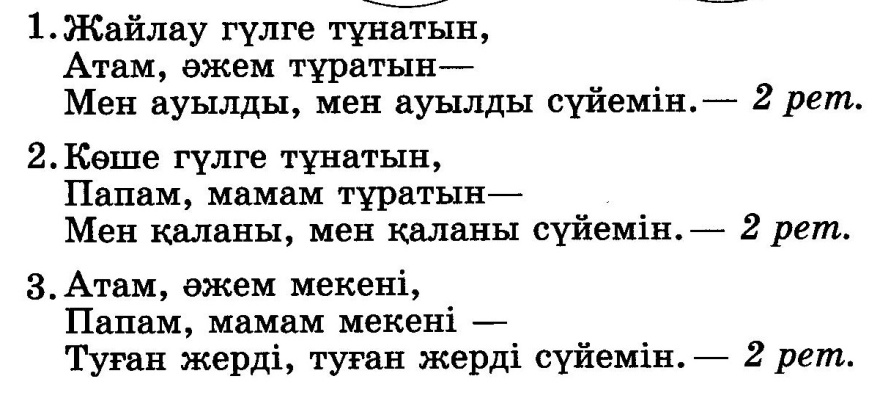 1. Жайлау гүлге тұнатын,
Атам, әжем тұратын—
Мен ауылды, мен ауылды сүйемін.— 2 рет.
2. Көше гүлге тұнатын,
Папам, мамам тұратын—
Мен қаланы, мен қаланы сүйемін.— 2 рет.
3. Атам, әжем мекені,
Папам, мамам мекені —
Туған жерді, туған жерді сүйемін.— 2 рет.